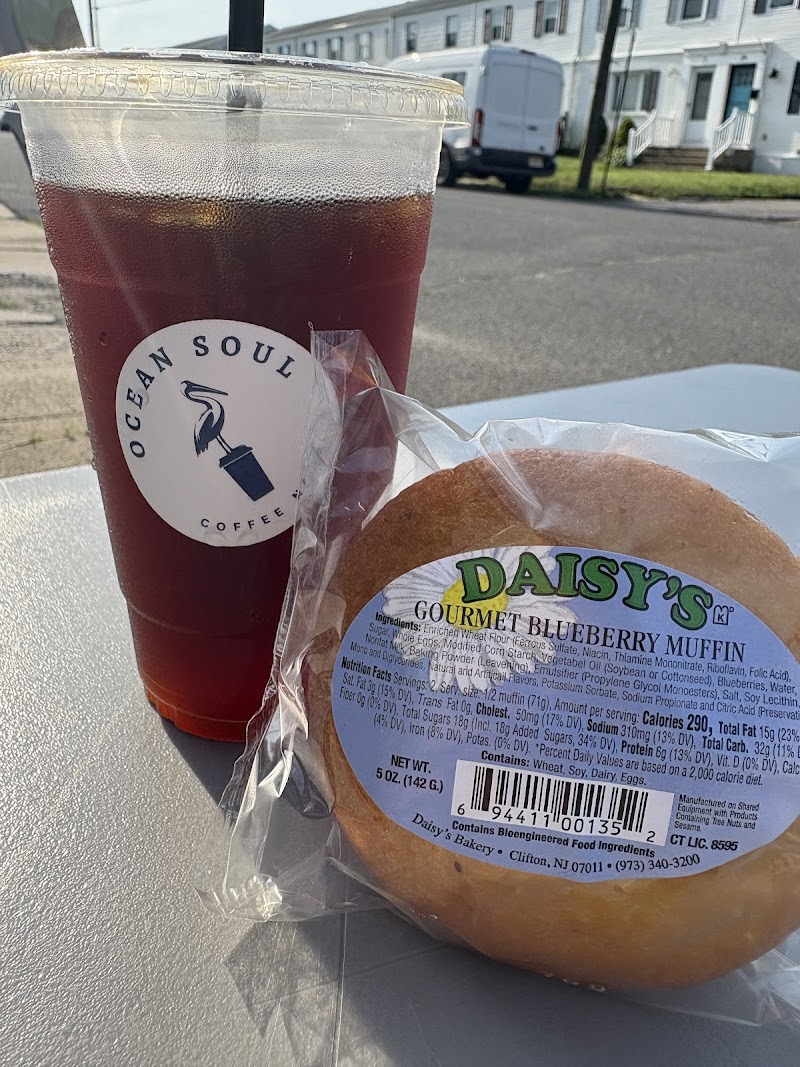 OCEAN SOUL
COFFEE
DAISY'S
K
GOURMET BLUEBERRY MUFFIN
Ingredients: Enriched Wheat Flour (Ferrous Sulfate, Niacin, Thiamine Mononitrate, Riboflavin, Folic Acid),
Sugar, Whole Eggs, Modified Corn Starch, Vegetabel Oil (Soybean or Cottonseed), Blueberries, Water,
Nonfat Milk, Baking Powder (Leavening), Emulsifier (Propylene Glycol Monoesters), Salt, Soy Lecithin,
Mono and Diglycerides, Natural and Artificial Flavors, Potassium Sorbate, Sodium Propionate and Citric Acid
Nutrition Facts Servings: 2, Serv. size: 1/2 muffin (71g), Amount per serving: Calories 290, Total Fat 15g (23%
Sat. Fat 3g (15% DV), Trans Fat 0g, Cholest. 50mg (17% DV), Sodium 310mg (13% DV), Total Carb. 32g (11%
Fiber 0g (0% DV), Total Sugars 18g (Incl. 18g Added Sugars, 34% DV), Protein 6g (13% DV), Vit. D (0% DV),
(4% DV), Iron (8% DV), Potas. (0% DV). *Percent Daily Values are based on a 2,000 calorie diet.
Contains: Wheat, Soy, Dairy, Eggs.
NET WT.
5 OZ. (142 G.)
6 94411 00135 2
Manufactured on Shared
Equipment with Products
Containing Tree Nuts and
Sesame.
CT LIC. 8595
Contains Bioengineered Food Ingredients
Daisy's Bakery • Clifton, NJ 07011 • (973) 340-3200